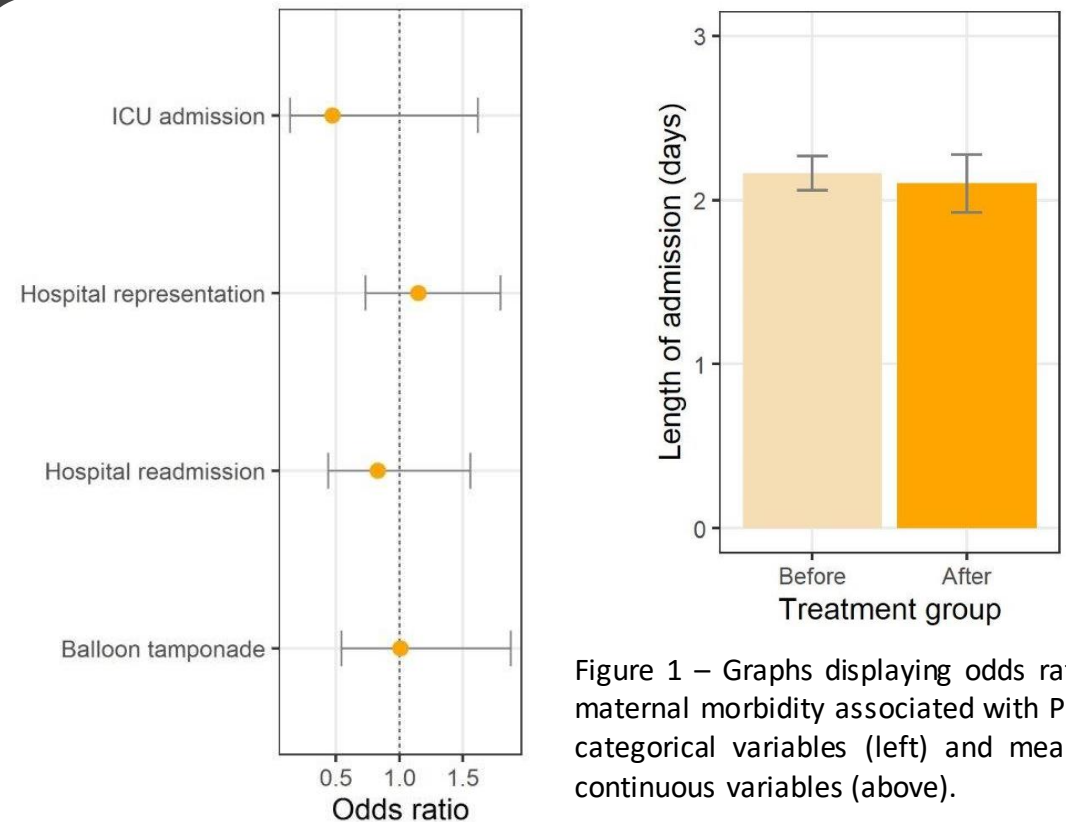 ICU admission
Hospital representation
Hospital readmission
Balloon tamponade
0.5 1.0 1.5
Odds ratio
Length of admission (days)
3
2
1
0
Before After
Treatment group
Figure 1 – Graphs displaying odds
maternal morbidity associated with
categorical variables (left) and
continuous variables (above).